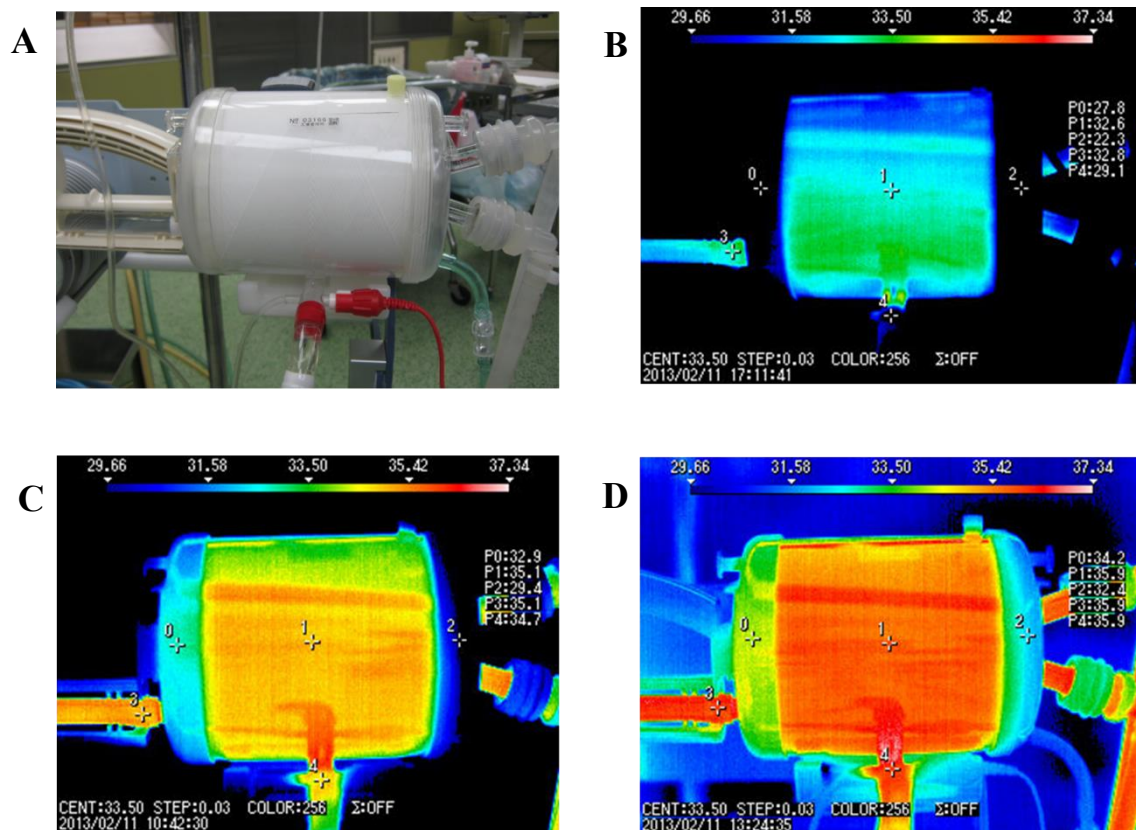 A
B
29.66 31.58 33.50 35.42 37.34
P0:27.8
P1:32.6
P2:22.3
P3:32.8
P4:29.1
0 1 2
3
4
CENT:33.50 STEP:0.03 COLOR:256 Σ:OFF
2013/02/11 17:11:41
C
29.66 31.58 33.50 35.42 37.34
P0:32.9
P1:35.1
P2:29.4
P3:35.1
P4:34.7
0 1 2
3
4
CENT:33.50 STEP:0.03 COLOR:256 Σ:OFF
2013/02/11 10:42:30
D
29.66 31.58 33.50 35.42 37.34
P0:34.2
P1:35.9
P2:32.4
P3:35.9
P4:35.9
0 1 2
3
4
CENT:33.50 STEP:0.03 COLOR:256 Σ:OFF
2013/02/11 13:24:35